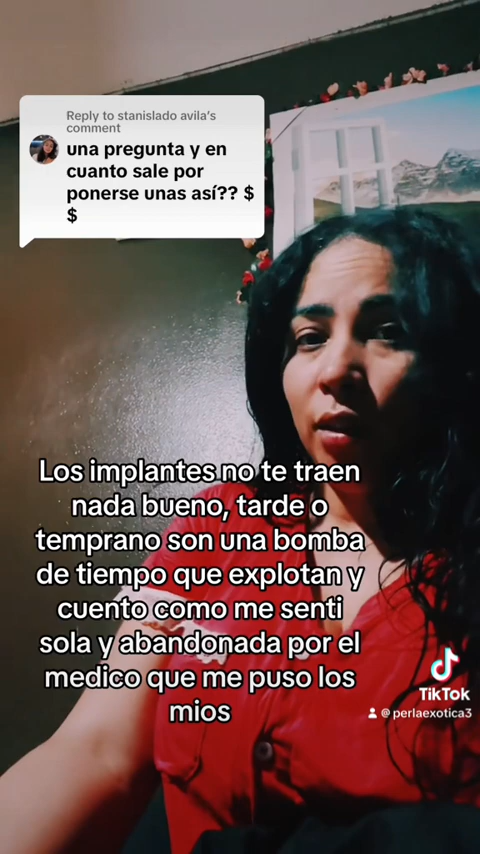 Reply to stanislado avila's
comment
una pregunta y en
cuanto sale por
ponerse unas así?? $
$
Los implantes no te traen
nada bueno, tarde o
temprano son una bomba
de tiempo que explotan y
cuento como me senti
sola y abandonada por el
medico que me puso los
mios
TikTok
@perlaexotica3